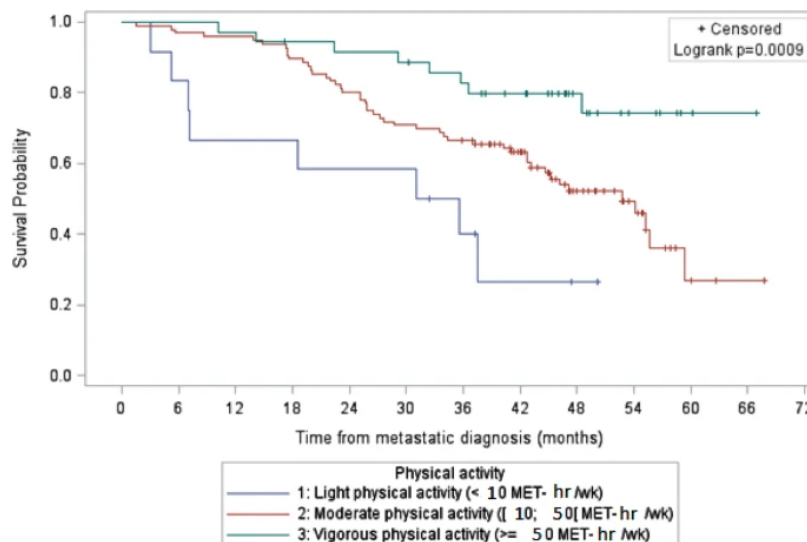 + Censored
Logrank p=0.0009
1.0
0.8
0.6
0.4
0.2
0.0
Survival Probability
0 6 12 18 24 30 36 42 48 54 60 66 72
Time from metastatic diagnosis (months)
Physical activity
1: Light physical activity (< 10 MET- hr /wk)
2: Moderate physical activity ([ 10; 50[ MET-hr /wk)
3: Vigorous physical activity (>= 50 MET-hr /wk)